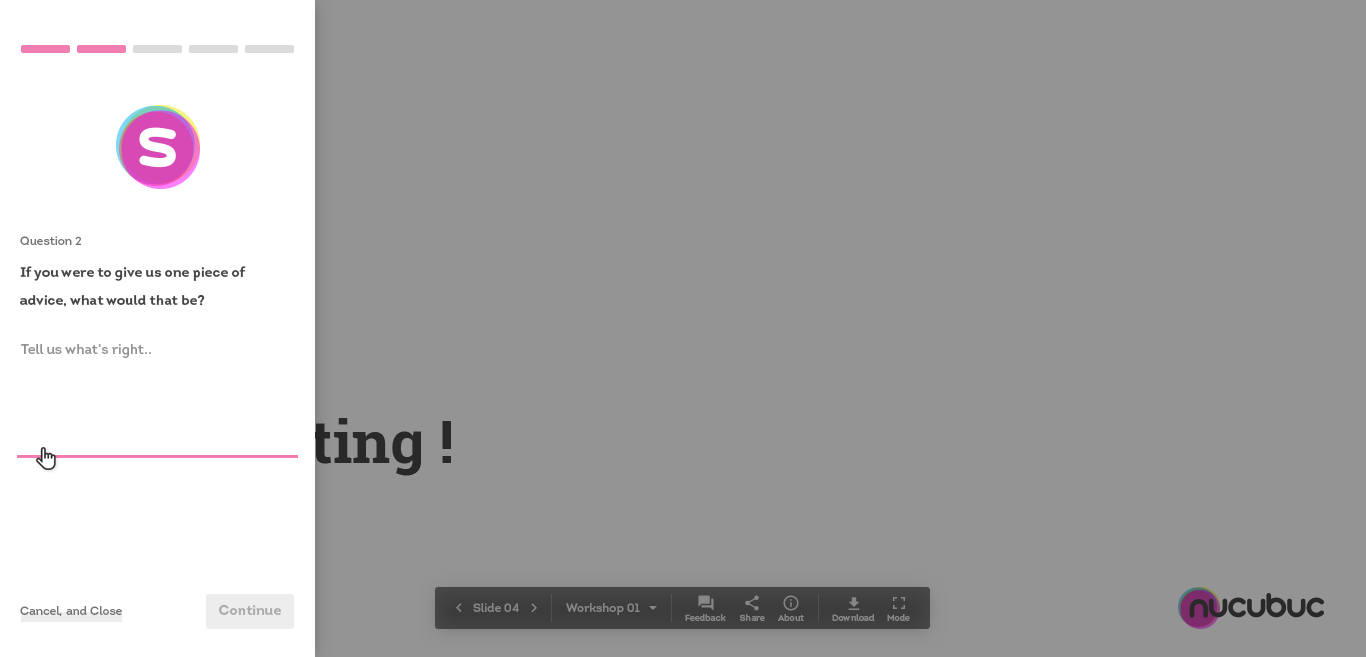 S
Question 2
If you were to give us one piece of
advice, what would that be?
Tell us what's right..
ting !
Cancel, and Close
Continue
Slide 04
Workshop 01
Feedback
Share
About
Download
Mode
nucubuc